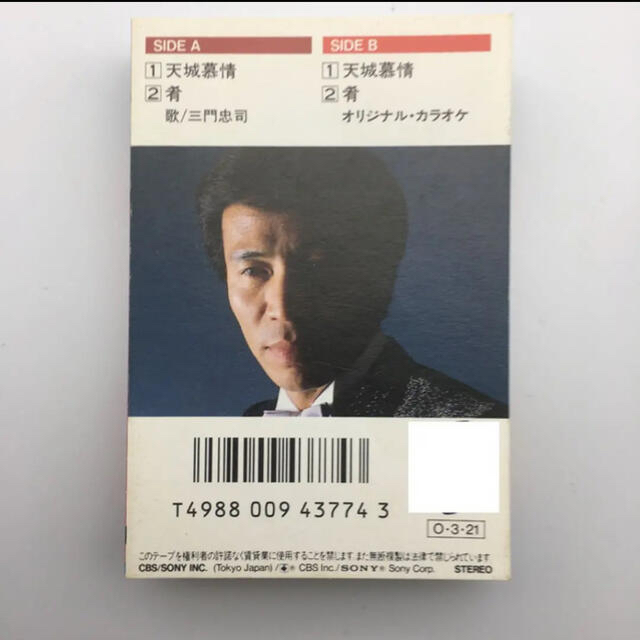 SIDE A
1 天城慕情
2 肴
歌/三門忠司
SIDE B
1 天城慕情
2 肴
オリジナル・カラオケ
T4988 009 43774 3
O-3-21
このテープを権利者の許諾なく賃貸業に使用することを禁じます。また無断複製は法律で禁じられています
CBS/SONY INC. (Tokyo Japan) / ® CBS Inc./SONY® Sony Corp. STEREO